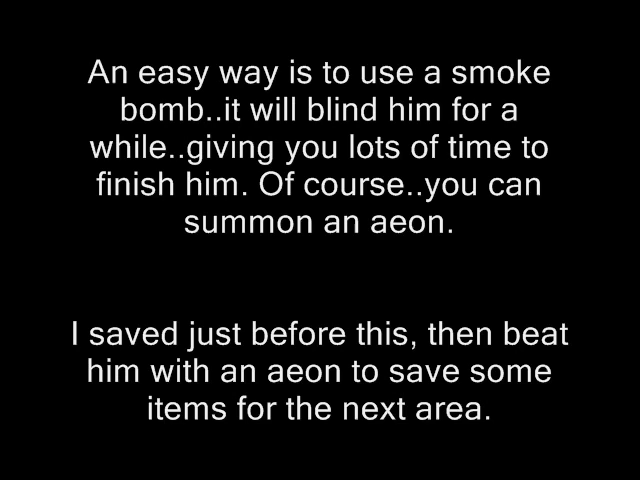 An easy way is to use a smoke
bomb..it will blind him for a
while..giving you lots of time to
finish him. Of course..you can
summon an aeon.
I saved just before this, then beat
him with an aeon to save some
items for the next area.